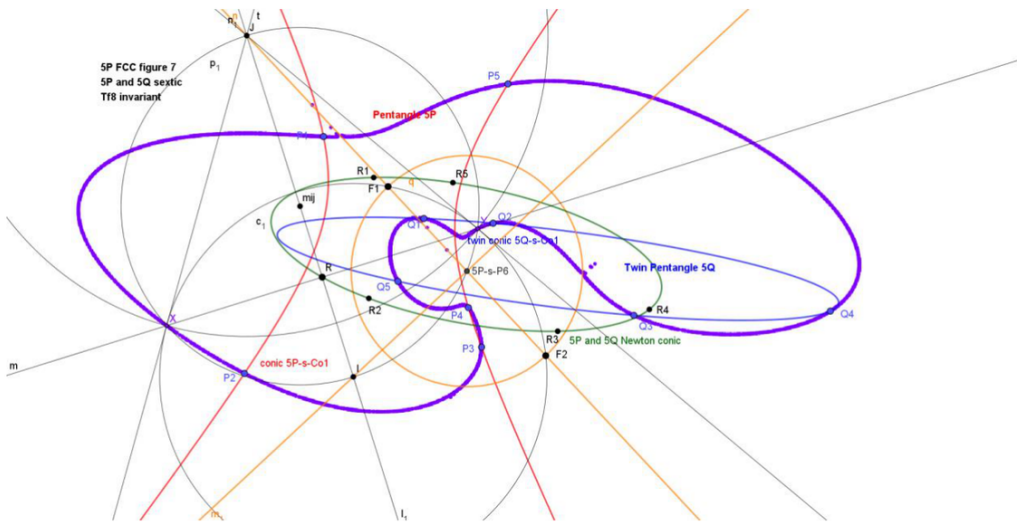 n₁
n
t
J
P₁
5P FCC figure 7
5P and 5Q sextic
Tf8 invariant
P5
Pentangle 5P
P1
R1
R5
F1
q
mij
c₁
Q1
X
Q2
twin conic 5Q-s-Co1
R
5P-s-P6
Twin Pentangle 5Q
Q5
R2
P4
Q3
R4
Q4
X
R3
5P and 5Q Newton conic
P3
F2
m
conic 5P-s-Co1
P2
I
m
l₁